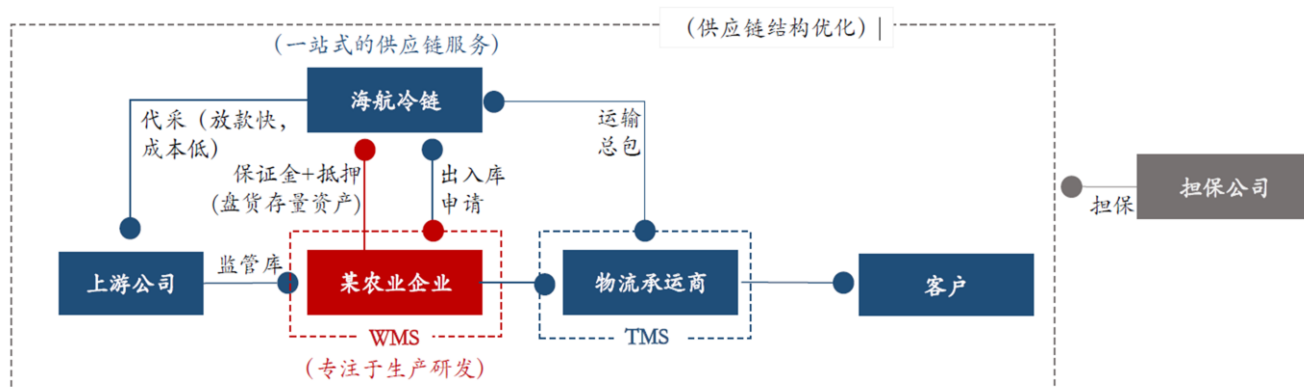 （供应链结构优化）|
（一站式的供应链服务）
海航冷链
代采（放款快，
成本低）
运输
总包
保证金+抵押
(盘货存量资产)
出入库
申请
担保公司
担保
上游公司
监管库
某农业企业
物流承运商
客户
WMS
TMS
（专注于生产研发）